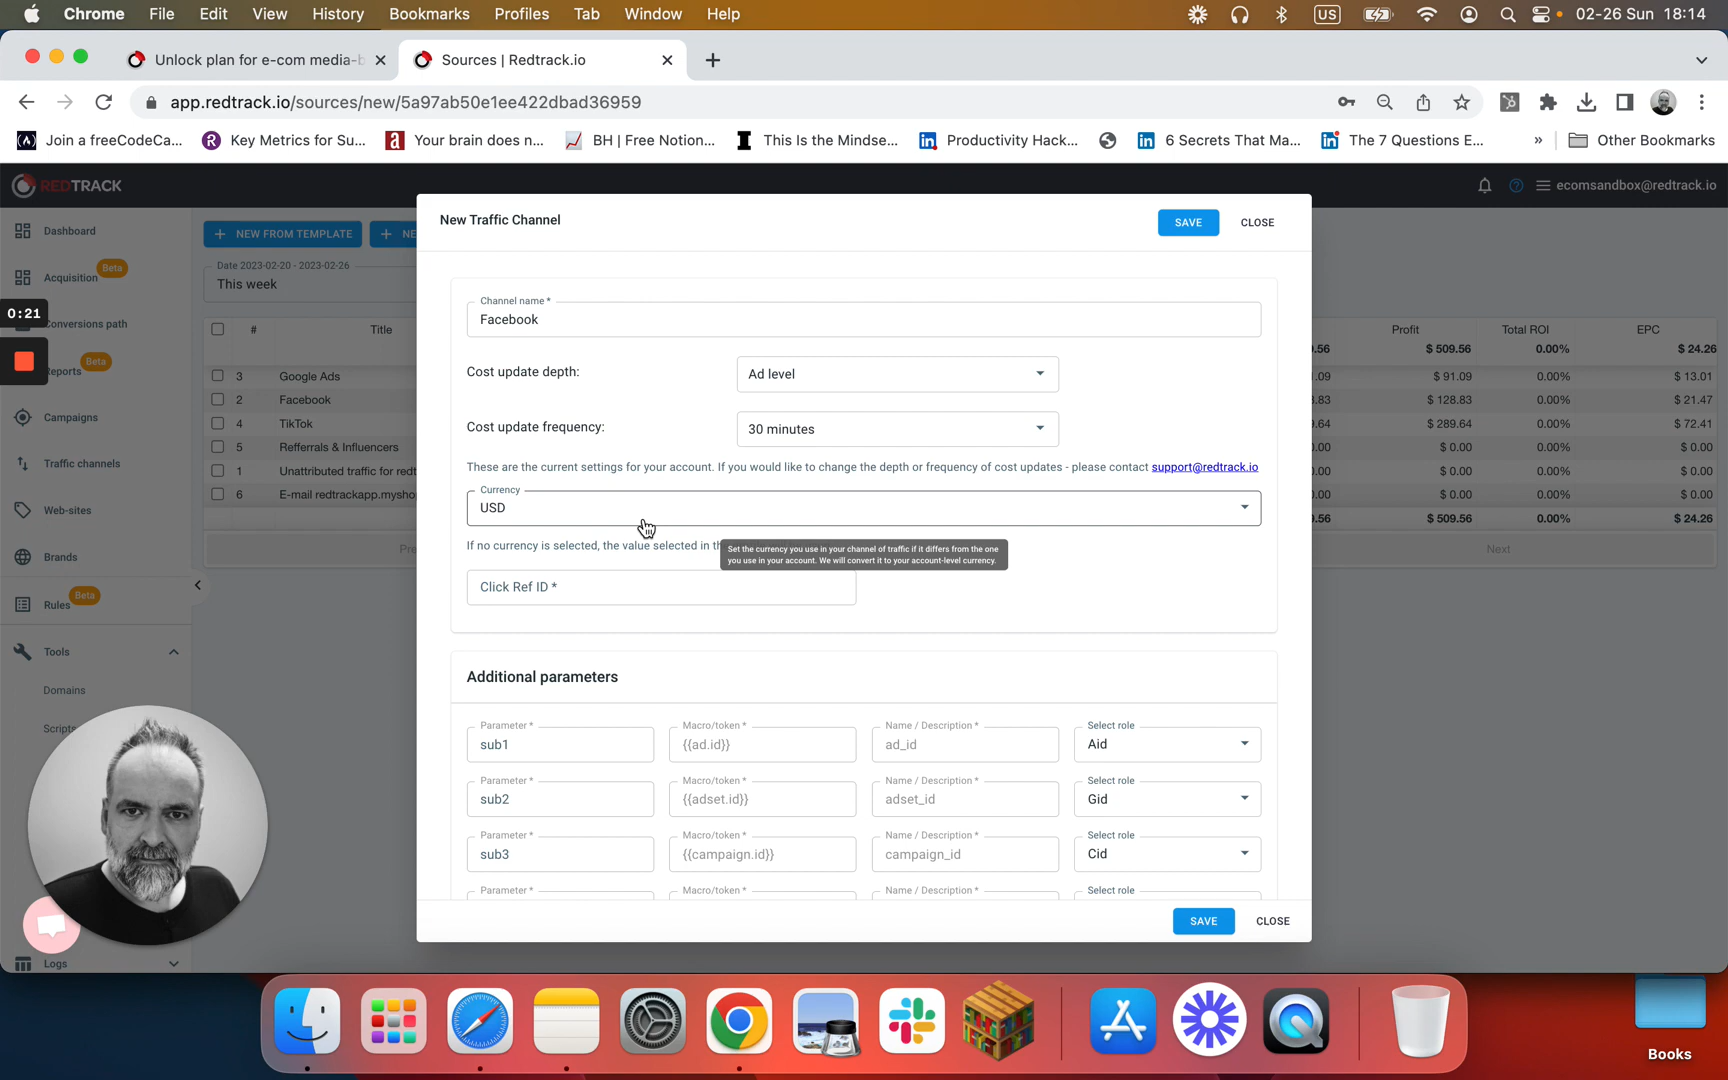 Chrome File Edit View History Bookmarks Profiles Tab Window Help US 02-26 Sun 18:14
Unlock plan for e-com media-b
Sources | Redtrack.io
app.redtrack.io/sources/new/5a97ab50e1ee422dbad36959
Join a freeCodeCa... Key Metrics for Su... Your brain does n... BH | Free Notion... This Is the Mindse... Productivity Hack... 6 Secrets That Ma... The 7 Questions E... » Other Bookmarks
REDTRACK
ecomsandbox@redtrack.io
New Traffic Channel
SAVE CLOSE
Dashboard
Beta
Acquisition
0:21
Conversions path
Beta
eports
Campaigns
Traffic channels
Web-sites
Brands
Beta
Rules
Tools
Domains
Scripts
Logs
+ NEW FROM TEMPLATE
+ NE
Date 2023-02-20 - 2023-02-26
This week
# Title
3 Google Ads
2 Facebook
4 TikTok
5 Refferrals & Influencers
1 Unattributed traffic for redt
6 E-mail redtrackapp.mysho
Pre
Channel name *
Facebook
Cost update depth: Ad level
Cost update frequency: 30 minutes
These are the current settings for your account. If you would like to change the depth or frequency of cost updates - please contact support@redtrack.io
Currency
USD
If no currency is selected, the value selected in th
Set the currency you use in your channel of traffic if it differs from the one
you use in your account. We will convert it to your account-level currency.
Click Ref ID *
Additional parameters
Parameter * Macro/token * Name / Description * Select role
sub1 {{ad.id}} ad_id Aid
Parameter * Macro/token * Name / Description * Select role
sub2 {{adset.id}} adset_id Gid
Parameter * Macro/token * Name / Description * Select role
sub3 {{campaign.id}} campaign_id Cid
Parameter * Macro/token * Name / Description * Select role
SAVE CLOSE
Profit Total ROI EPC
.56 $ 509.56 0.00% $ 24.26
.09 $ 91.09 0.00% $ 13.01
.83 $ 128.83 0.00% $ 21.47
.64 $ 289.64 0.00% $ 72.41
.00 $ 0.00 0.00% $ 0.00
.00 $ 0.00 0.00% $ 0.00
.00 $ 0.00 0.00% $ 0.00
.56 $ 509.56 0.00% $ 24.26
Next
Books